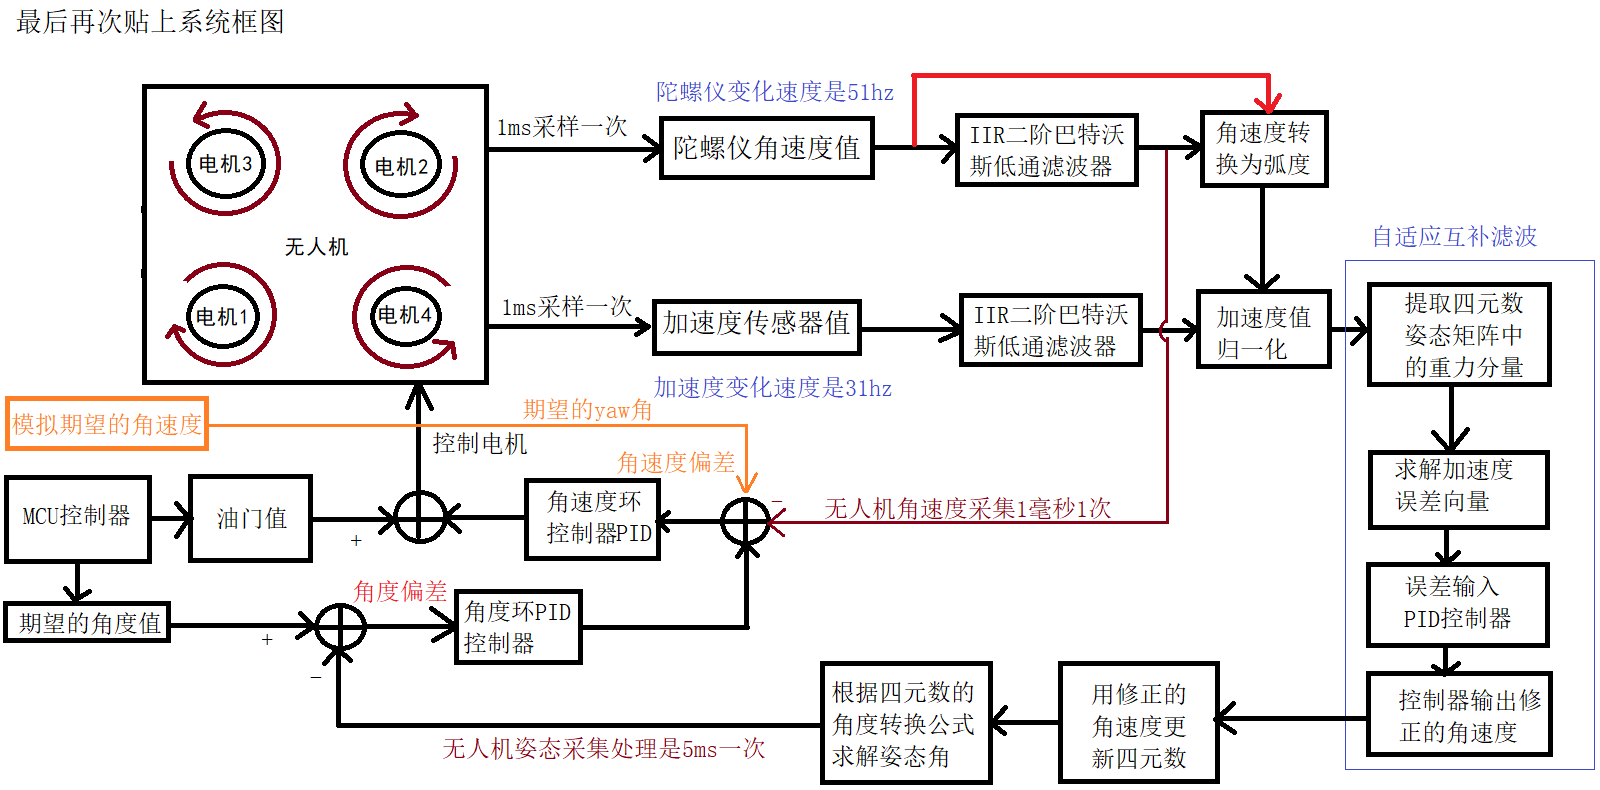 最后再次贴上系统框图
陀螺仪变化速度是51hz
电机3
电机2
1ms采样一次
陀螺仪角速度值
IIR二阶巴特沃
斯低通滤波器
角速度转
换为弧度
无人机
自适应互补滤波
电机1
电机4
1ms采样一次
加速度传感器值
IIR二阶巴特沃
斯低通滤波器
加速度值
归一化
提取四元数
姿态矩阵中
的重力分量
加速度变化速度是31hz
模拟期望的角速度
期望的yaw角
控制电机
角速度偏差
求解加速度
误差向量
MCU控制器
油门值
+
角速度环
控制器PID
-
无人机角速度采集1毫秒1次
误差输入
PID控制器
期望的角度值
+
-
角度偏差
角度环PID
控制器
控制器输出修
正的角速度
用修正的
角速度更
新四元数
根据四元数的
角度转换公式
求解姿态角
无人机姿态采集处理是5ms一次